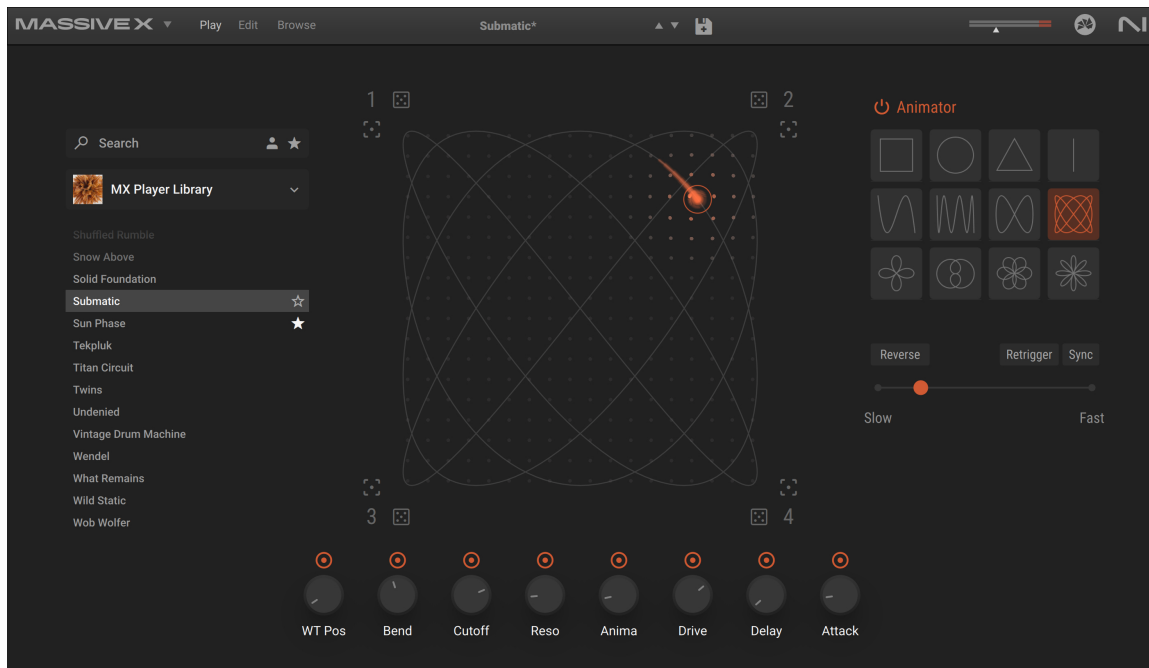 MASSIVE X Play Edit Browse Submatic* NI
1 2
Search
MX Player Library
Shuffled Rumble
Snow Above
Solid Foundation
Submatic
Sun Phase
Tekpluk
Titan Circuit
Twins
Undenied
Vintage Drum Machine
Wendel
What Remains
Wild Static
Wob Wolfer
3 4
Animator
Reverse Retrigger Sync
Slow Fast
WT Pos Bend Cutoff Reso Anima Drive Delay Attack